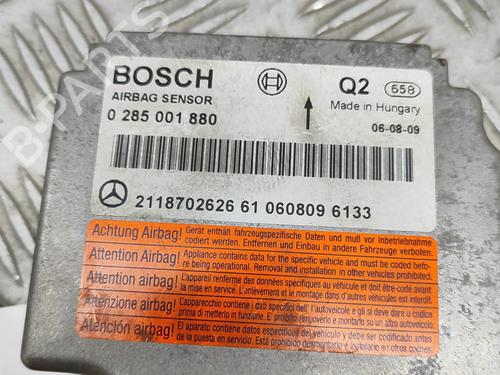 BOSCH
Q2 658
AIRBAG SENSOR
Made in Hungary
0 285 001 880
06-08-09
2118702626 61 060809 6133
Achtung Airbag! Gerät enthält fahrzeugspezifische Daten und muß vor Inbetriebnahme
codiert werden. Entfernen und Einbau in andere Fahrzeuge verboten.
Attention Airbag! Appliance contains data for the specific vehicle and must be coded befo-
re being operational. Removal and installation in other vehicles prohibited.
Attention Airbag! L'appareil renferme des données spécifiques au véhicule et doit être codé avant
la mise en service. L'enlèvement et le montage dans d'autres véhicules est interdit.
Attenzione airbag! L'apparecchio contiene i dati specifici dell' autoveicolo e gli si deve dare un codice
prima di metterlo in funzione. E' proibito rimuoverlo e montarlo su altro autoveicolo.
Atención airbag! El aparato contiene datos específicos del vehículo y debe ser codificado antes
de la puesta en servicio. Está prohibido desmontarlo e instalarlo en otros coches.
B-PARTS